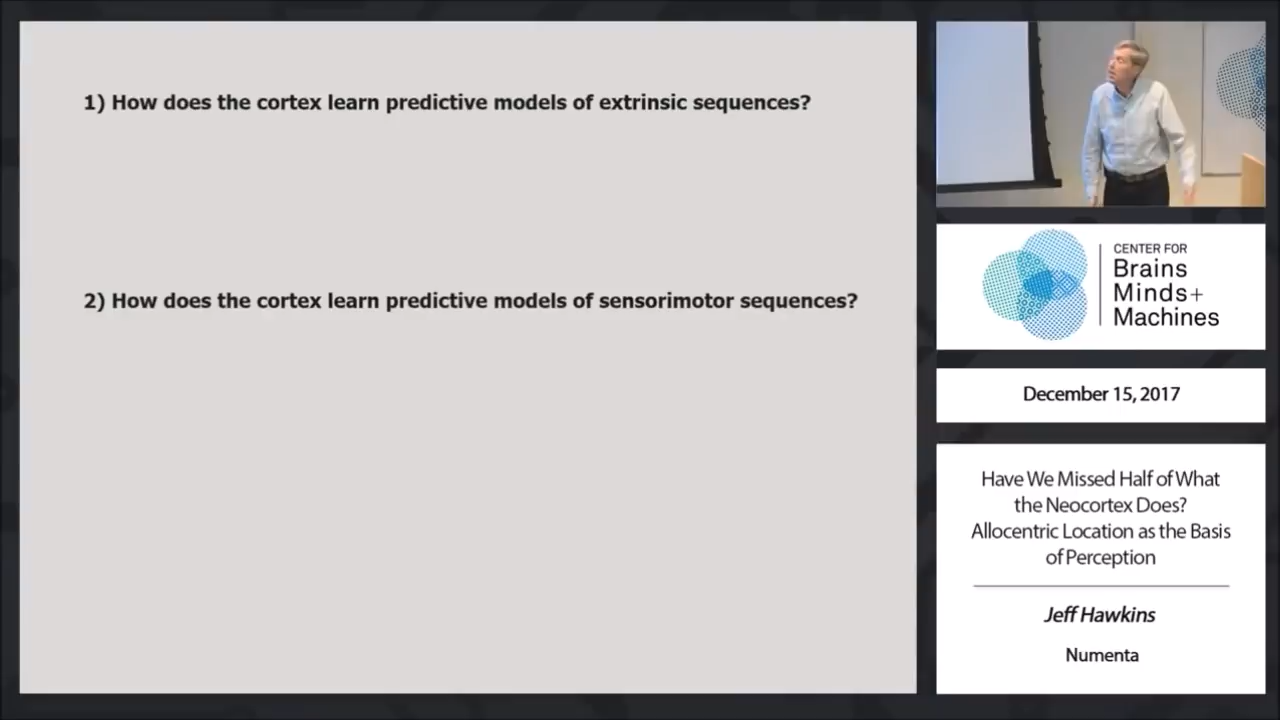 1) How does the cortex learn predictive models of extrinsic sequences?
2) How does the cortex learn predictive models of sensorimotor sequences?
CENTER FOR
Brains
Minds+
Machines
December 15, 2017
Have We Missed Half of What
the Neocortex Does?
Allocentric Location as the Basis
of Perception
Jeff Hawkins
Numenta